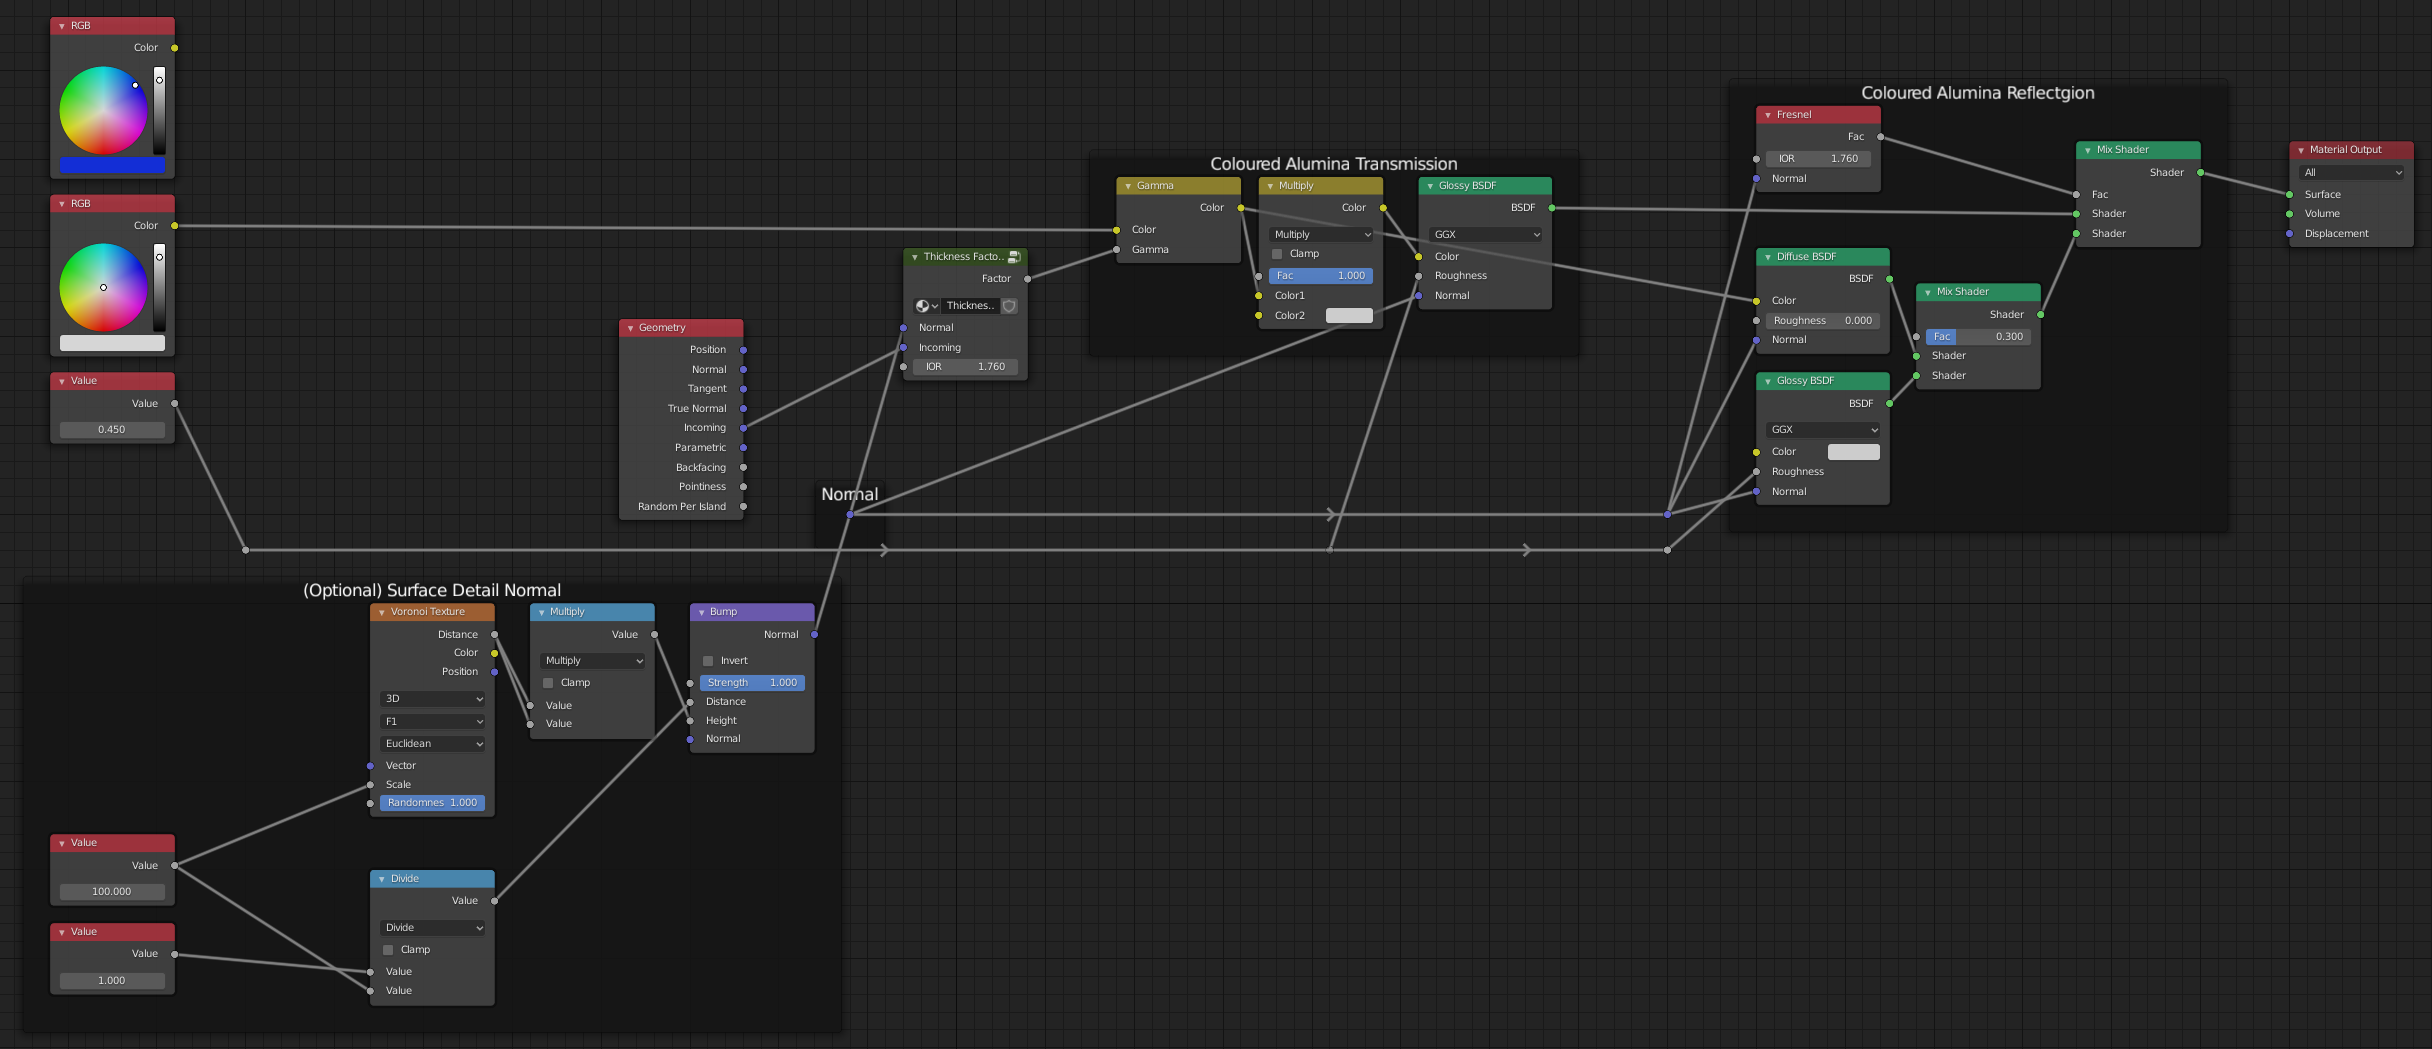 RGB
Color
RGB
Color
Value
Value
0.450
Geometry
Position
Normal
Tangent
True Normal
Incoming
Parametric
Backfacing
Pointiness
Random Per Island
Thickness Facto..
Factor
Thicknes..
Normal
Incoming
IOR 1.760
Normal
Coloured Alumina Transmission
Gamma
Color
Color
Gamma
Multiply
Color
Multiply
Clamp
Fac 1.000
Color1
Color2
Glossy BSDF
BSDF
GGX
Color
Roughness
Normal
Coloured Alumina Reflectgion
Fresnel
Fac
IOR 1.760
Normal
Diffuse BSDF
BSDF
Color
Roughness 0.000
Normal
Glossy BSDF
BSDF
GGX
Color
Roughness
Normal
Mix Shader
Shader
Fac 0.300
Shader
Shader
Mix Shader
Shader
Fac
Shader
Shader
Material Output
All
Surface
Volume
Displacement
(Optional) Surface Detail Normal
Voronoi Texture
Distance
Color
Position
3D
F1
Euclidean
Vector
Scale
Randomnes 1.000
Multiply
Value
Multiply
Clamp
Value
Value
Bump
Normal
Invert
Strength 1.000
Distance
Height
Normal
Value
Value
100.000
Value
Value
1.000
Divide
Value
Divide
Clamp
Value
Value